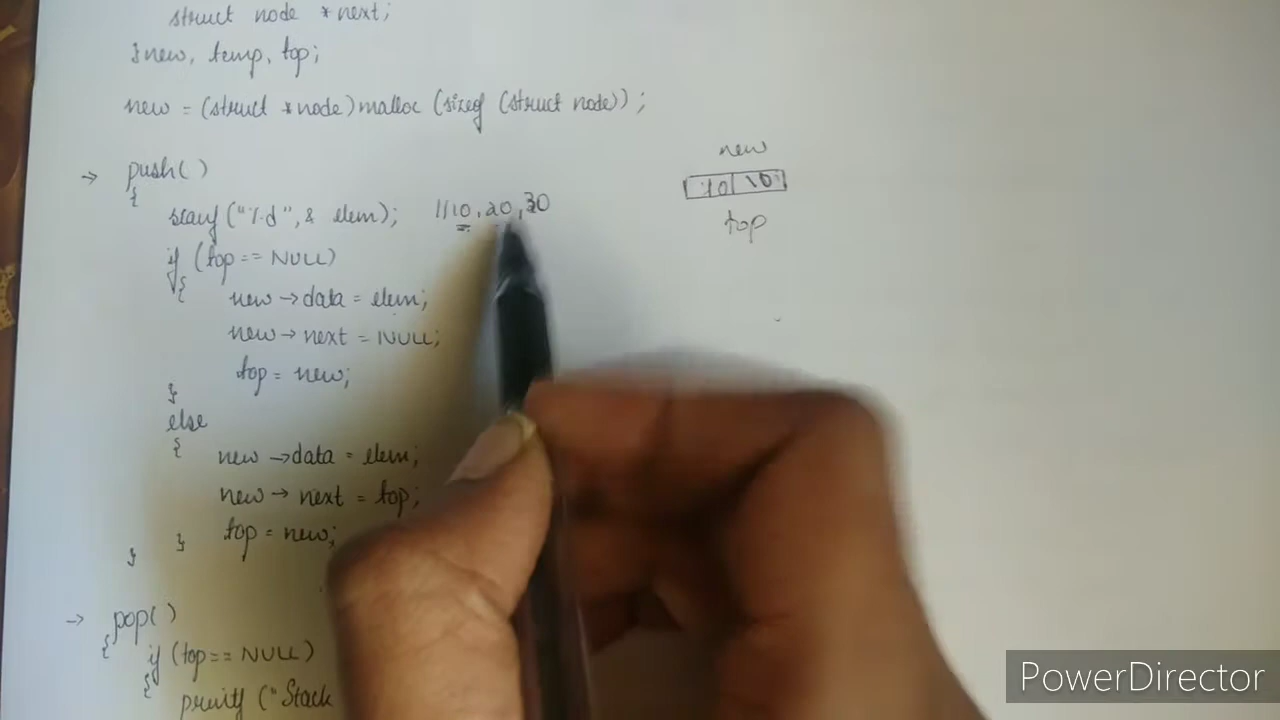 struct node *next;
}new, temp, top;
new = (struct *node)malloc (sizeof (struct node));
new
→ push()
10 \0
{
scanf("%d", & elem); //10, 20, 30
top
if (top == NULL)
{ new → data = elem;
new → next = NULL;
top = new;
}
else
{ new → data = elem;
new → next = top;
top = new;
} }
→ pop()
{ if (top == NULL)
{ printf ("Stack
PowerDirector